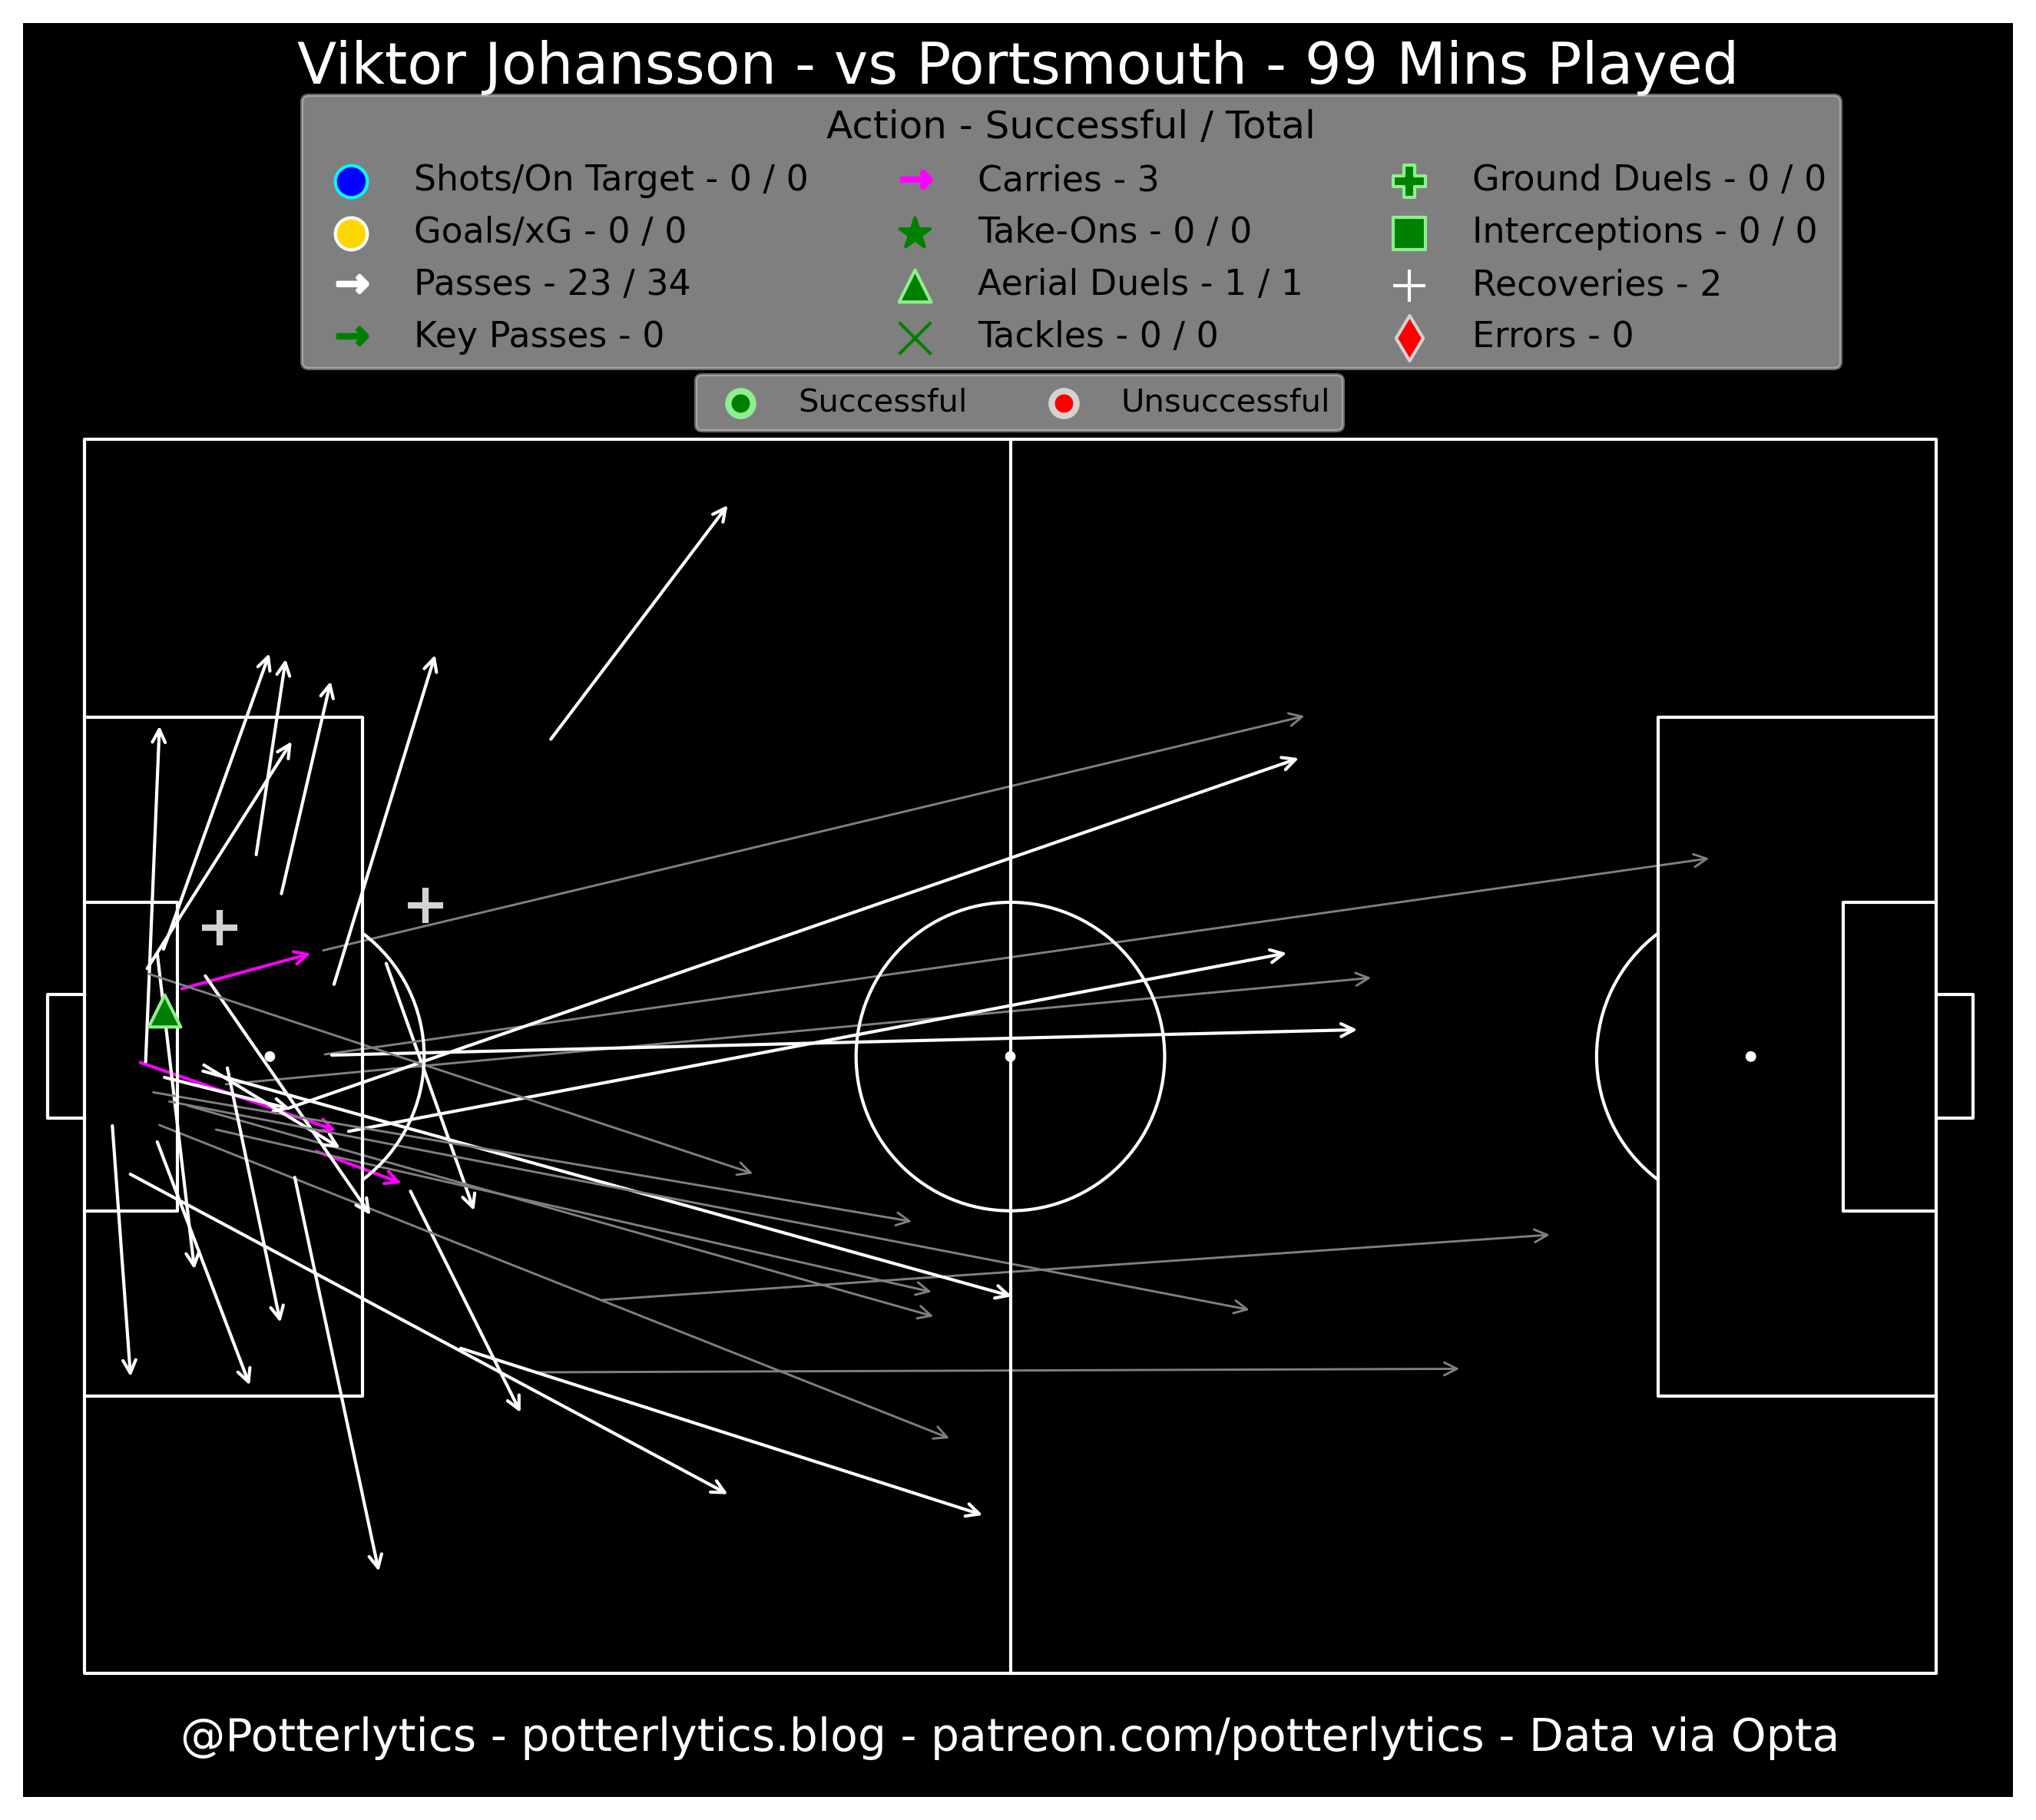 Viktor Johansson - vs Portsmouth - 99 Mins Played
Action - Successful / Total
Shots/On Target - 0 / 0
Goals/xG - 0 / 0
Passes - 23 / 34
Key Passes - 0
Carries - 3
Take-Ons - 0 / 0
Aerial Duels - 1 / 1
Tackles - 0 / 0
Ground Duels - 0 / 0
Interceptions - 0 / 0
Recoveries - 2
Errors - 0
Successful
Unsuccessful
@Potterlytics - potterlytics.blog - patreon.com/potterlytics - Data via Opta